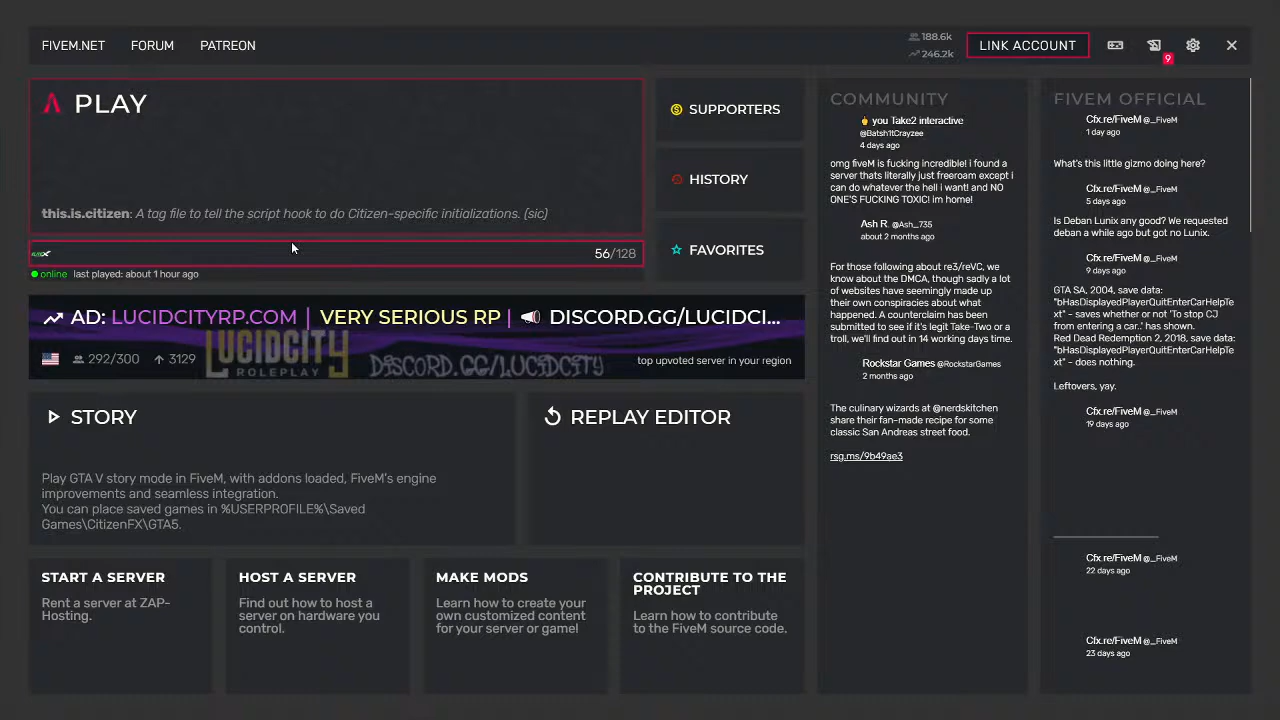 FIVEM.NET FORUM PATREON
188.6k
246.2k
LINK ACCOUNT
9
PLAY
this.is.citizen: A tag file to tell the script hook to do Citizen-specific initializations. (sic)
56/128
online last played: about 1 hour ago
SUPPORTERS
HISTORY
FAVORITES
AD: LUCIDCITYRP.COM | VERY SERIOUS RP | DISCORD.GG/LUCIDCI...
292/300 3129
LUCIDCITY
ROLEPLAY
DISCORD.GG/LUCIDCITY
top upvoted server in your region
STORY
Play GTA V story mode in FiveM, with addons loaded, FiveM's engine
improvements and seamless integration.
You can place saved games in %USERPROFILE%\Saved
Games\CitizenFX\GTA5.
REPLAY EDITOR
START A SERVER
Rent a server at ZAP-
Hosting.
HOST A SERVER
Find out how to host a
server on hardware you
control.
MAKE MODS
Learn how to create your
own customized content
for your server or game!
CONTRIBUTE TO THE
PROJECT
Learn how to contribute
to the FiveM source code.
COMMUNITY
🖕 you Take2 interactive
@Batsh1tCrayzee
4 days ago
omg fiveM is fucking incredible! i found a
server thats literally just freeroam except i
can do whatever the hell i want! and NO
ONE'S FUCKING TOXIC! im home!
Ash R. @Ash_735
about 2 months ago
For those following about re3/reVC, we
know about the DMCA, though sadly a lot
of websites have seemingly made up
their own conspiracies about what
happened. A counterclaim has been
submitted to see if it's legit Take-Two or a
troll, we'll find out in 14 working days time.
Rockstar Games @RockstarGames
2 months ago
The culinary wizards at @nerdskitchen
share their fan-made recipe for some
classic San Andreas street food.
rsg.ms/9b49ae3
FIVEM OFFICIAL
Cfx.re/FiveM @_FiveM
1 day ago
What's this little gizmo doing here?
Cfx.re/FiveM @_FiveM
5 days ago
Is Deban Lunix any good? We requested
deban a while ago but got no Lunix.
Cfx.re/FiveM @_FiveM
9 days ago
GTA SA, 2004, save data:
"bHasDisplayedPlayerQuitEnterCarHelpTe
xt" - saves whether or not 'To stop CJ
from entering a car..' has shown.
Red Dead Redemption 2, 2018, save data:
"bHasDisplayedPlayerQuitEnterCarHelpTe
xt" - does nothing.
Leftovers, yay.
Cfx.re/FiveM @_FiveM
19 days ago
Cfx.re/FiveM @_FiveM
22 days ago
Cfx.re/FiveM @_FiveM
23 days ago